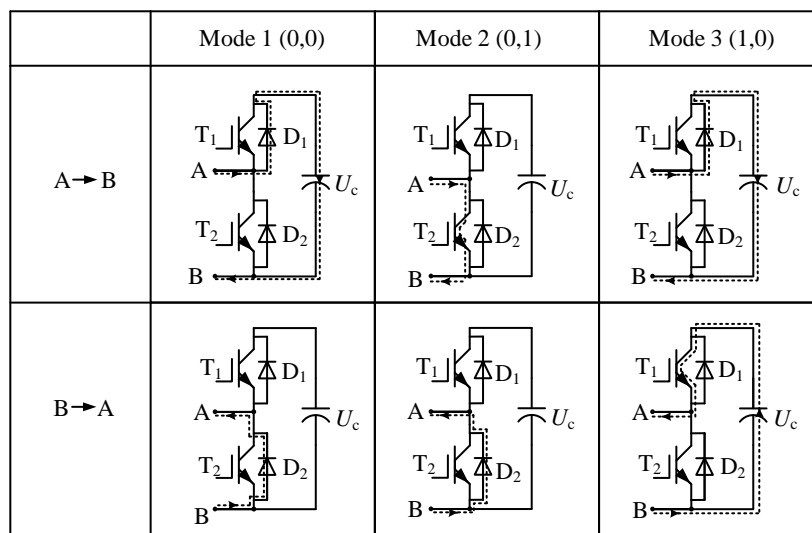 Mode 1 (0,0) Mode 2 (0,1) Mode 3 (1,0)
A→B
T1 D1 A Uc T2 D2 B
T1 D1 A Uc T2 D2 B
T1 D1 A Uc T2 D2 B
B→A
T1 D1 A Uc T2 D2 B
T1 D1 A Uc T2 D2 B
T1 D1 A Uc T2 D2 B